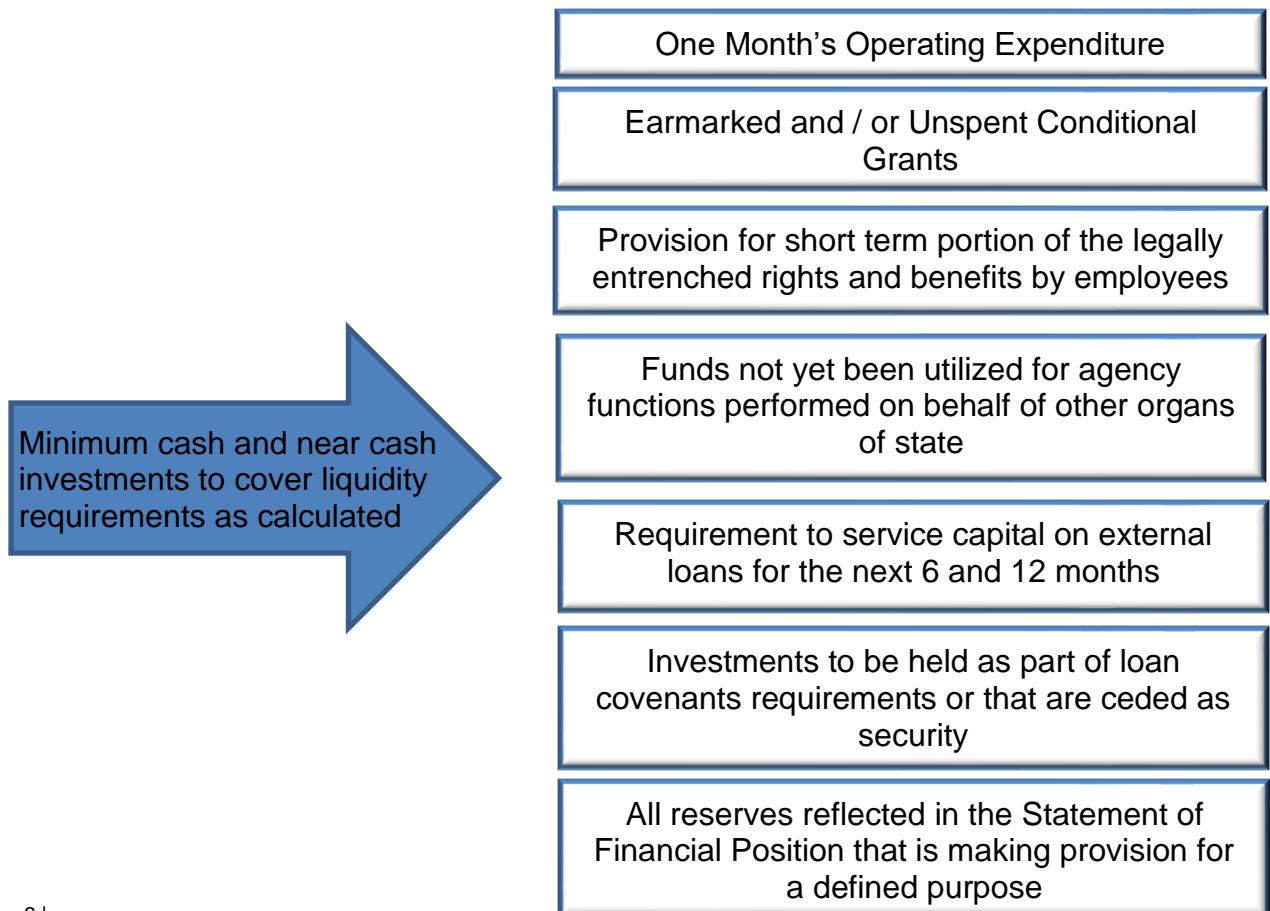 One Month’s Operating Expenditure
Earmarked and / or Unspent Conditional
Grants
Provision for short term portion of the legally
entrenched rights and benefits by employees
Funds not yet been utilized for agency
functions performed on behalf of other organs
of state
Minimum cash and near cash
investments to cover liquidity
requirements as calculated
Requirement to service capital on external
loans for the next 6 and 12 months
Investments to be held as part of loan
covenants requirements or that are ceded as
security
All reserves reflected in the Statement of
Financial Position that is making provision for
a defined purpose